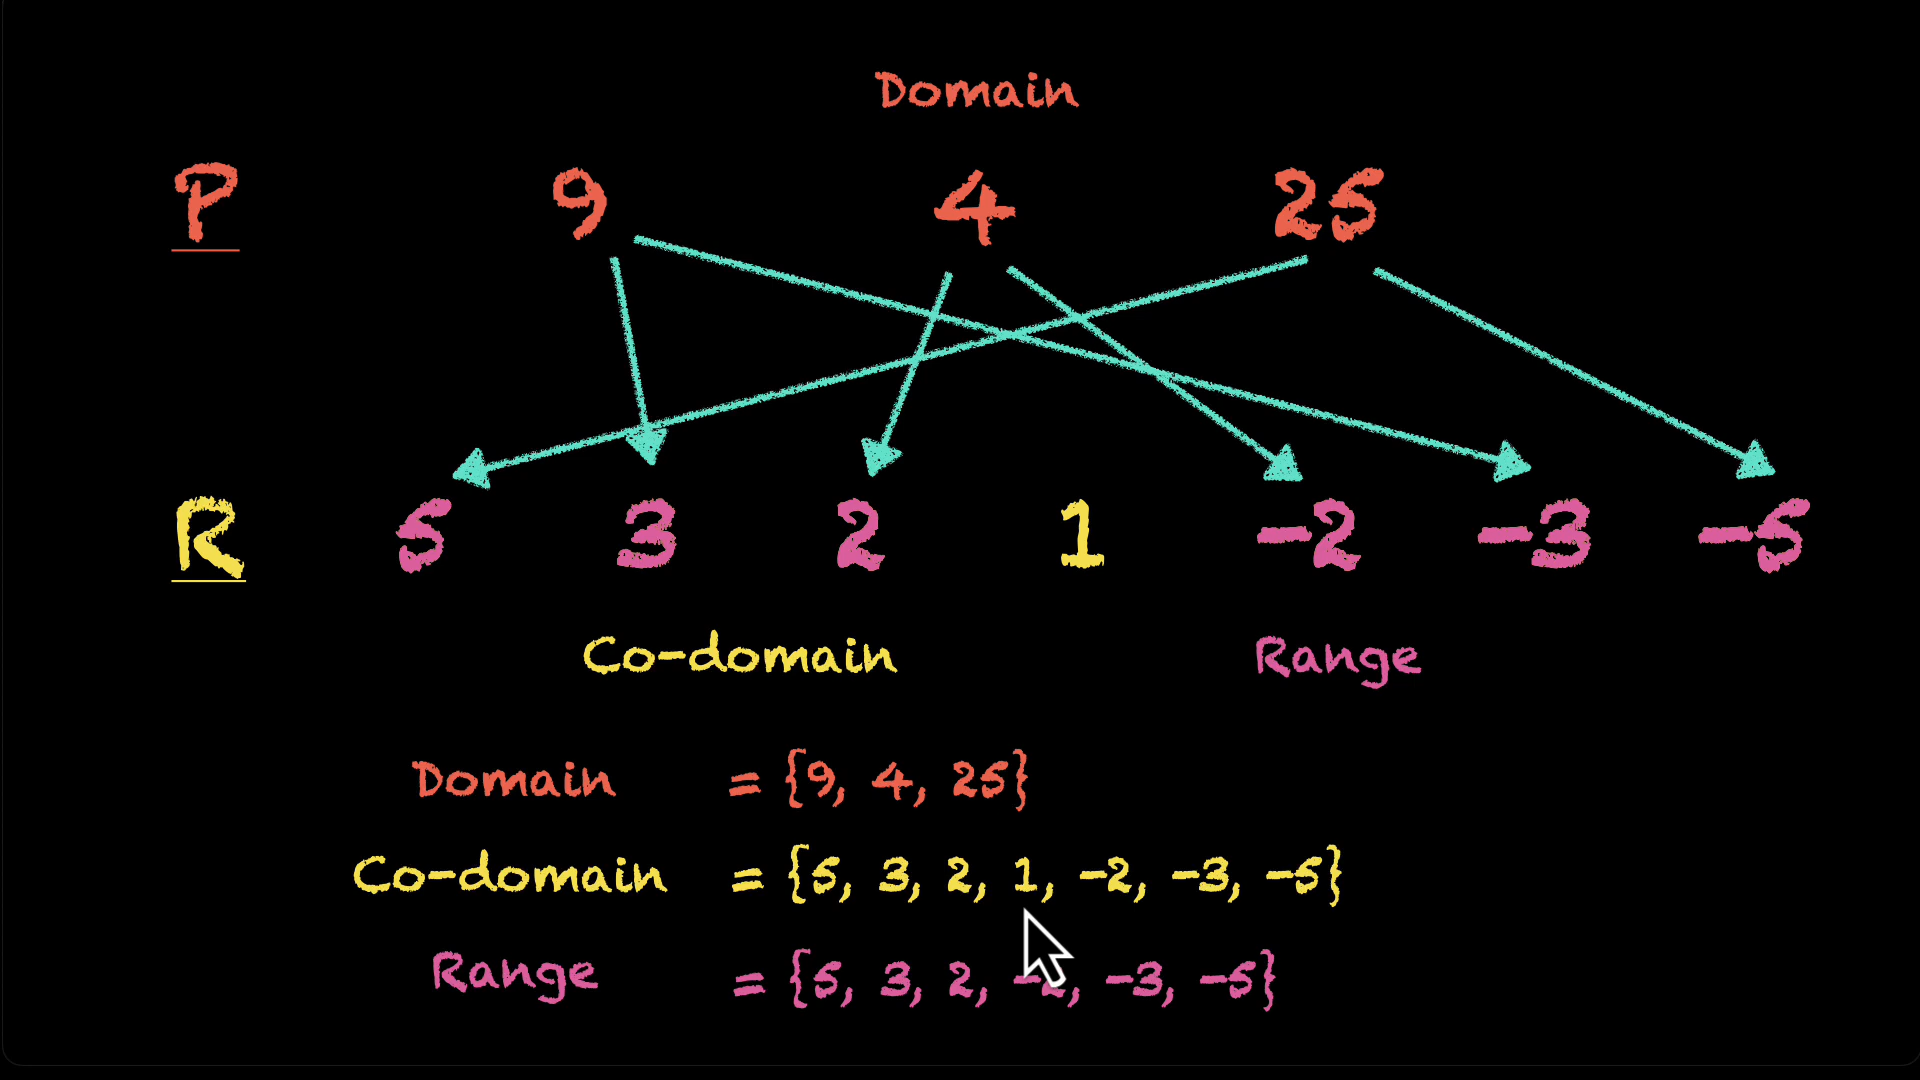 Domain
P 9 4 25
R 5 3 2 1 -2 -3 -5
Co-domain Range
Domain = {9, 4, 25}
Co-domain = {5, 3, 2, 1, -2, -3, -5}
Range = {5, 3, 2, -2, -3, -5}